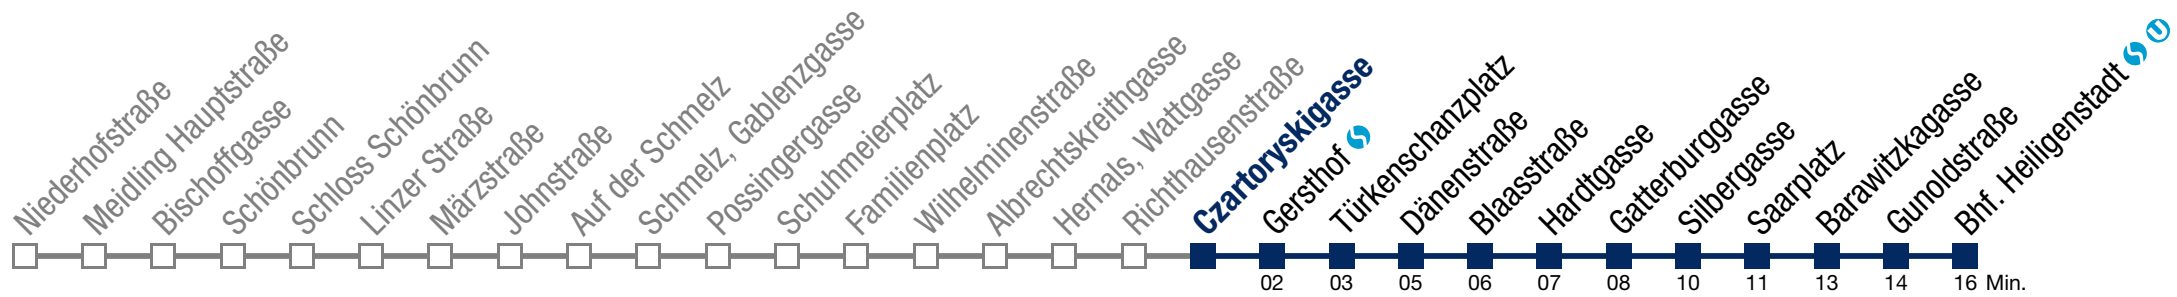 Niederhofstraße
Meidling Hauptstraße
Bischoffgasse
Schönbrunn
Schloss Schönbrunn
Linzer Straße
Märzstraße
Johnstraße
Auf der Schmelz
Schmelz, Gablenzgasse
Possingergasse
Schuhmeierplatz
Familienplatz
Wilhelminenstraße
Albrechtskreithgasse
Hernals, Wattgasse
Richthausenstraße
Czartoryskigasse
Gersthof S
Türkenschanzplatz
Dänenstraße
Blaasstraße
Hardtgasse
Gatterburggasse
Silbergasse
Saarplatz
Barawitzkagasse
Gunoldstraße
Bhf. Heiligenstadt S U
02 03 05 06 07 08 10 11 13 14 16 Min.